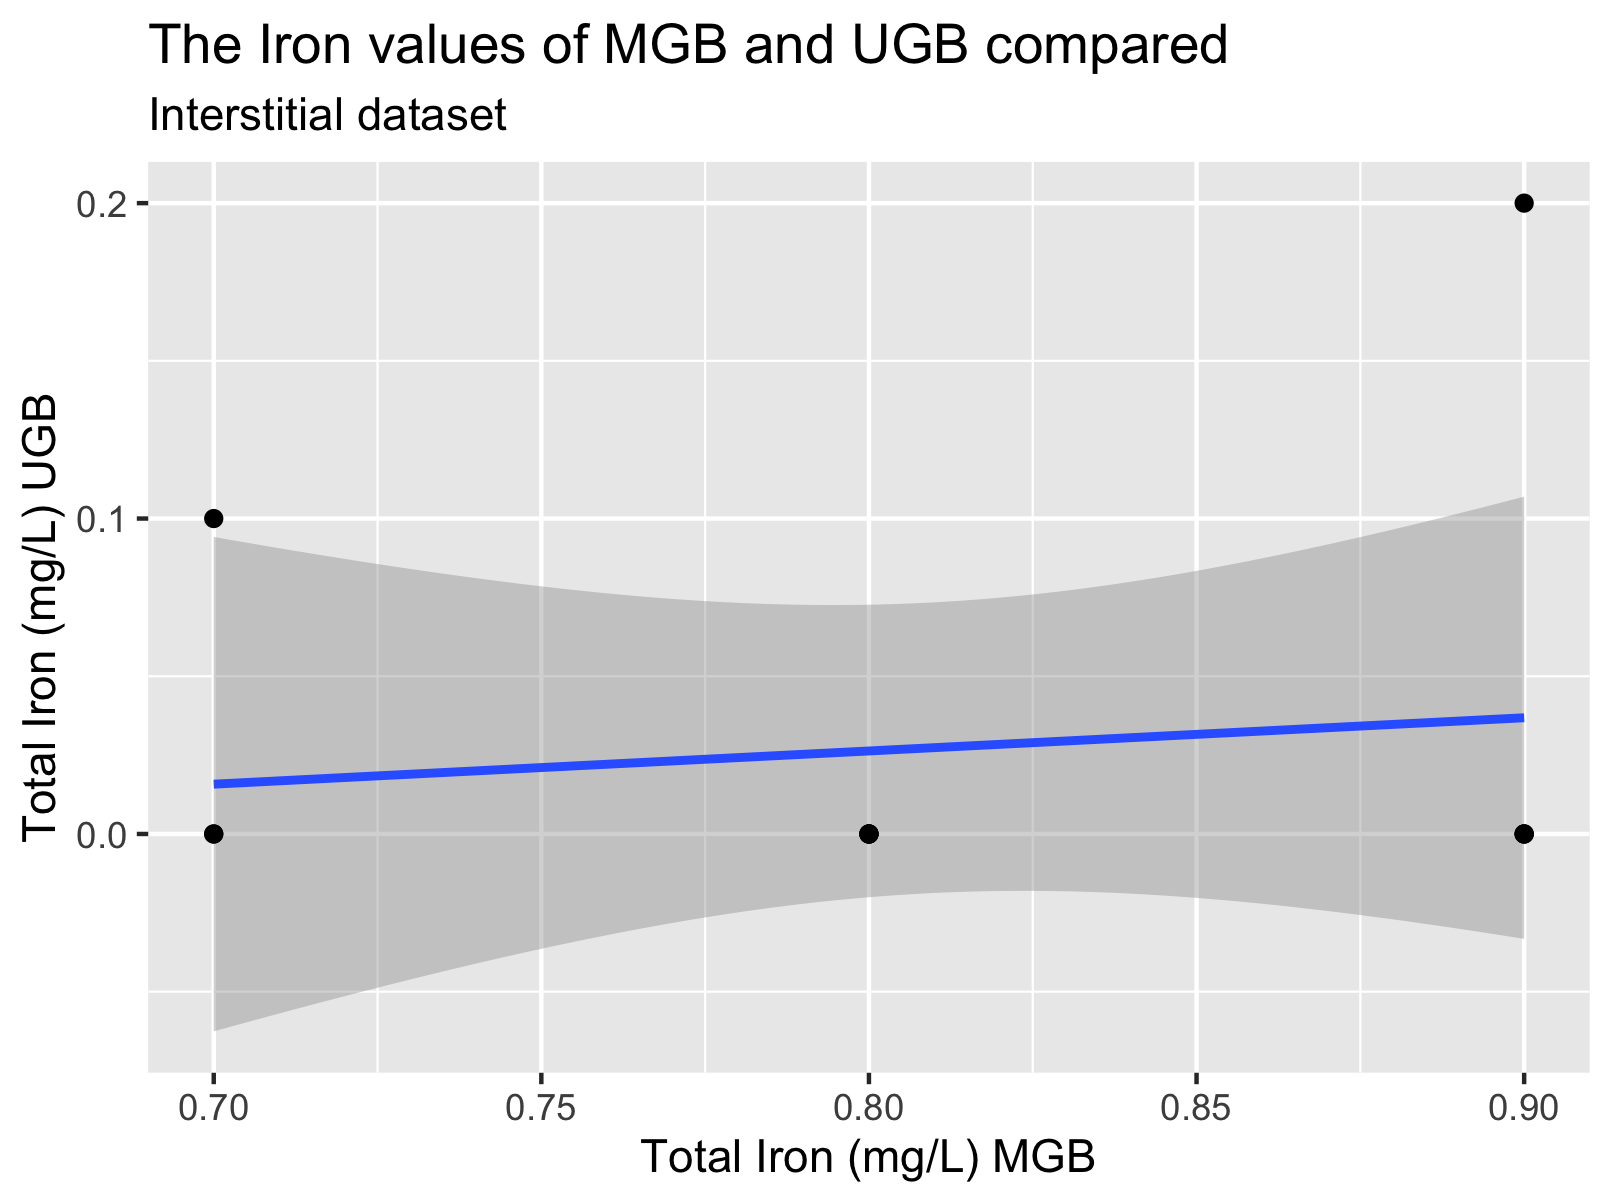 The Iron values of MGB and UGB compared
Interstitial dataset
Total Iron (mg/L) UGB
0.2
0.1
0.0
0.70 0.75 0.80 0.85 0.90
Total Iron (mg/L) MGB